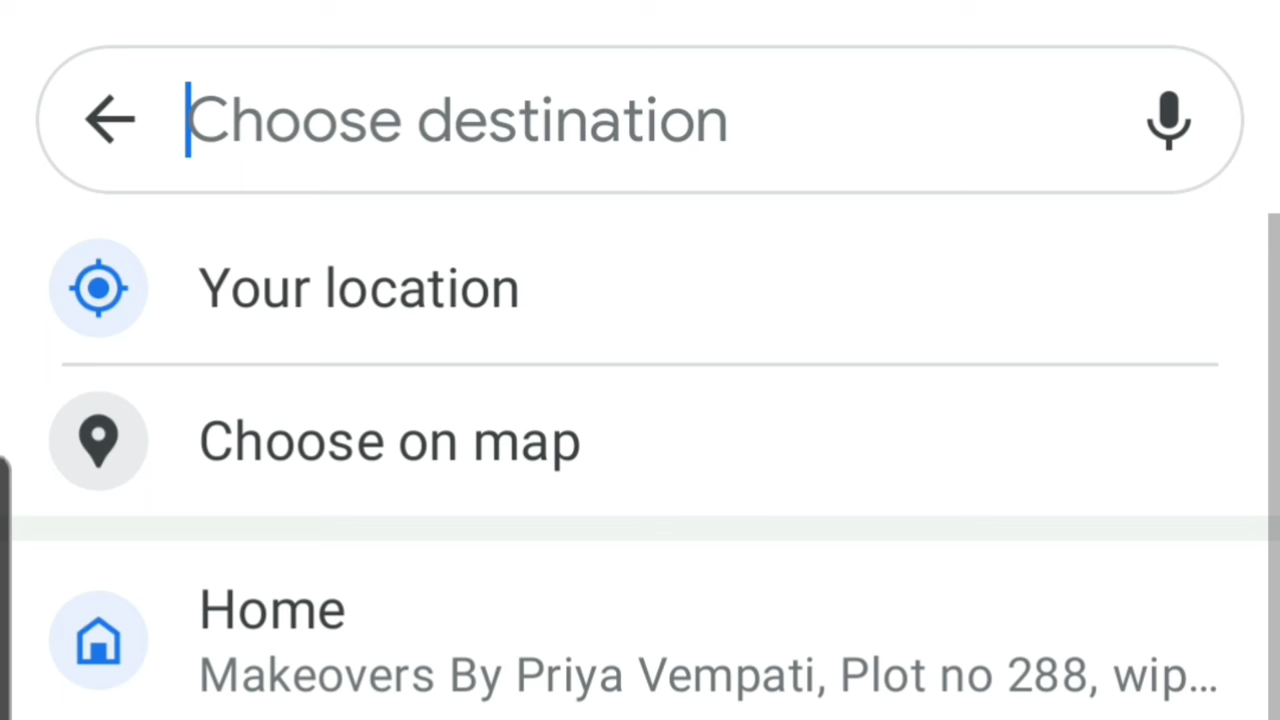 Choose destination
Your location
Choose on map
Home
Makeovers By Priya Vempati, Plot no 288, wip...